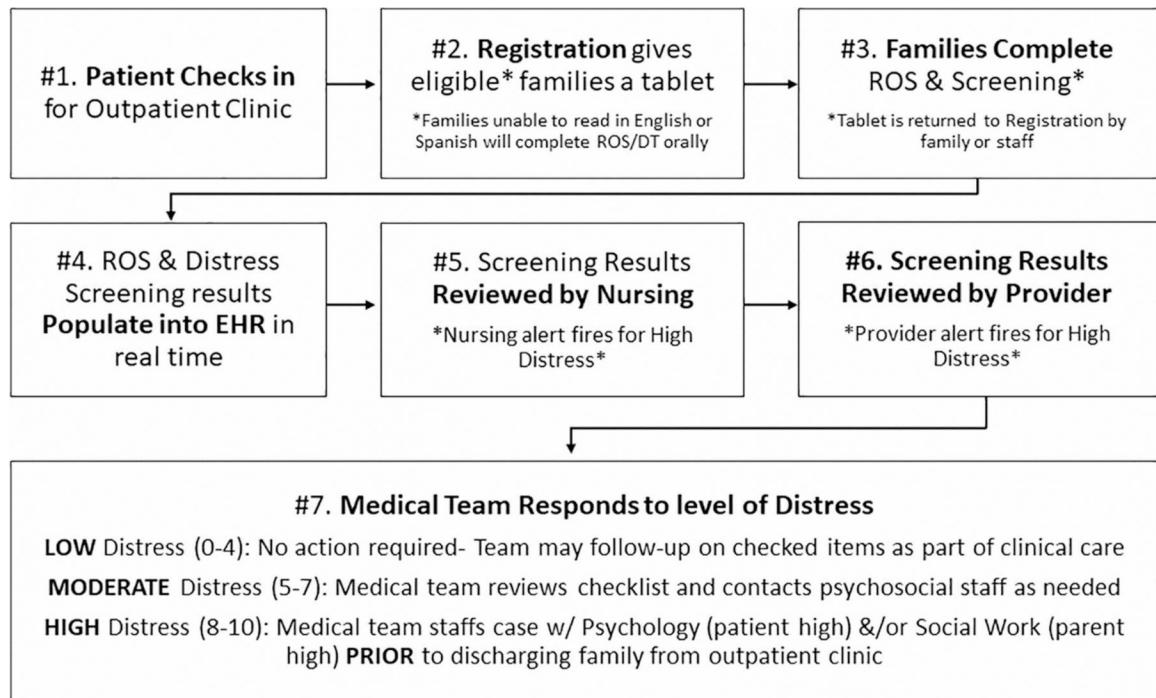 #1. Patient Checks in
for Outpatient Clinic
#2. Registration gives
eligible* families a tablet
*Families unable to read in English or
Spanish will complete ROS/DT orally
#3. Families Complete
ROS & Screening*
*Tablet is returned to Registration by
family or staff
#4. ROS & Distress
Screening results
Populate into EHR in
real time
#5. Screening Results
Reviewed by Nursing
*Nursing alert fires for High
Distress*
#6. Screening Results
Reviewed by Provider
*Provider alert fires for High
Distress*
#7. Medical Team Responds to level of Distress
LOW Distress (0-4): No action required- Team may follow-up on checked items as part of clinical care
MODERATE Distress (5-7): Medical team reviews checklist and contacts psychosocial staff as needed
HIGH Distress (8-10): Medical team staffs case w/ Psychology (patient high) &/or Social Work (parent
high) PRIOR to discharging family from outpatient clinic